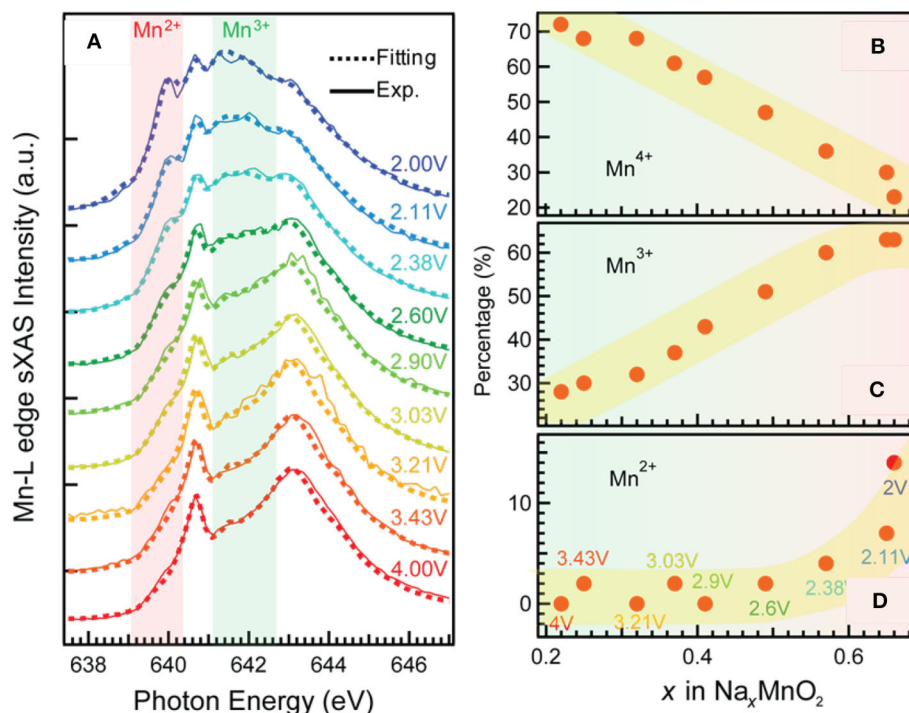 A
Mn²⁺
Mn³⁺
Fitting
Exp.
2.00V
2.11V
2.38V
2.60V
2.90V
3.03V
3.21V
3.43V
4.00V
Mn-L edge sXAS Intensity (a.u.)
638 640 642 644 646
Photon Energy (eV)
B
70
60
50
40
30
20
Mn⁴⁺
Percentage (%)
60
50
30
Mn³⁺
C
10
0
Mn²⁺
2V
3.43V
3.03V
2.9V
2.11V
2.38V
2.6V
4V
3.21V
D
0.2 0.4 0.6
x in NaₓMnO₂